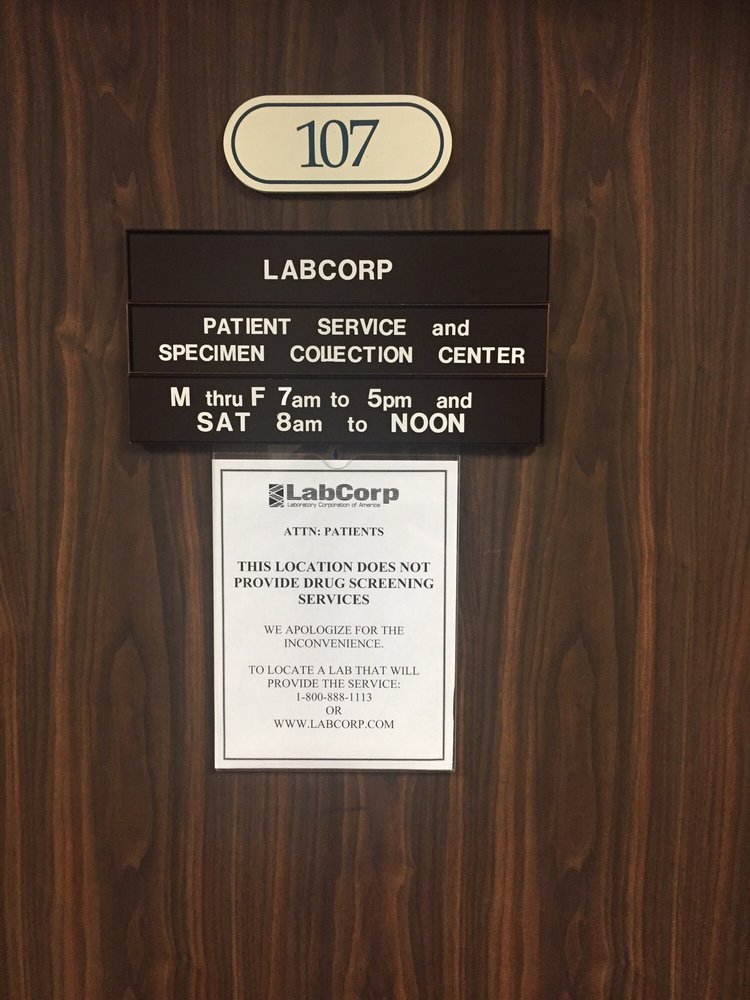 107
LABCORP
PATIENT SERVICE and
SPECIMEN COLLECTION CENTER
M thru F 7am to 5pm and
SAT 8am to NOON
LabCorp
Laboratory Corporation of America
ATTN: PATIENTS
THIS LOCATION DOES NOT
PROVIDE DRUG SCREENING
SERVICES
WE APOLOGIZE FOR THE
INCONVENIENCE.
TO LOCATE A LAB THAT WILL
PROVIDE THE SERVICE:
1-800-888-1113
OR
WWW.LABCORP.COM